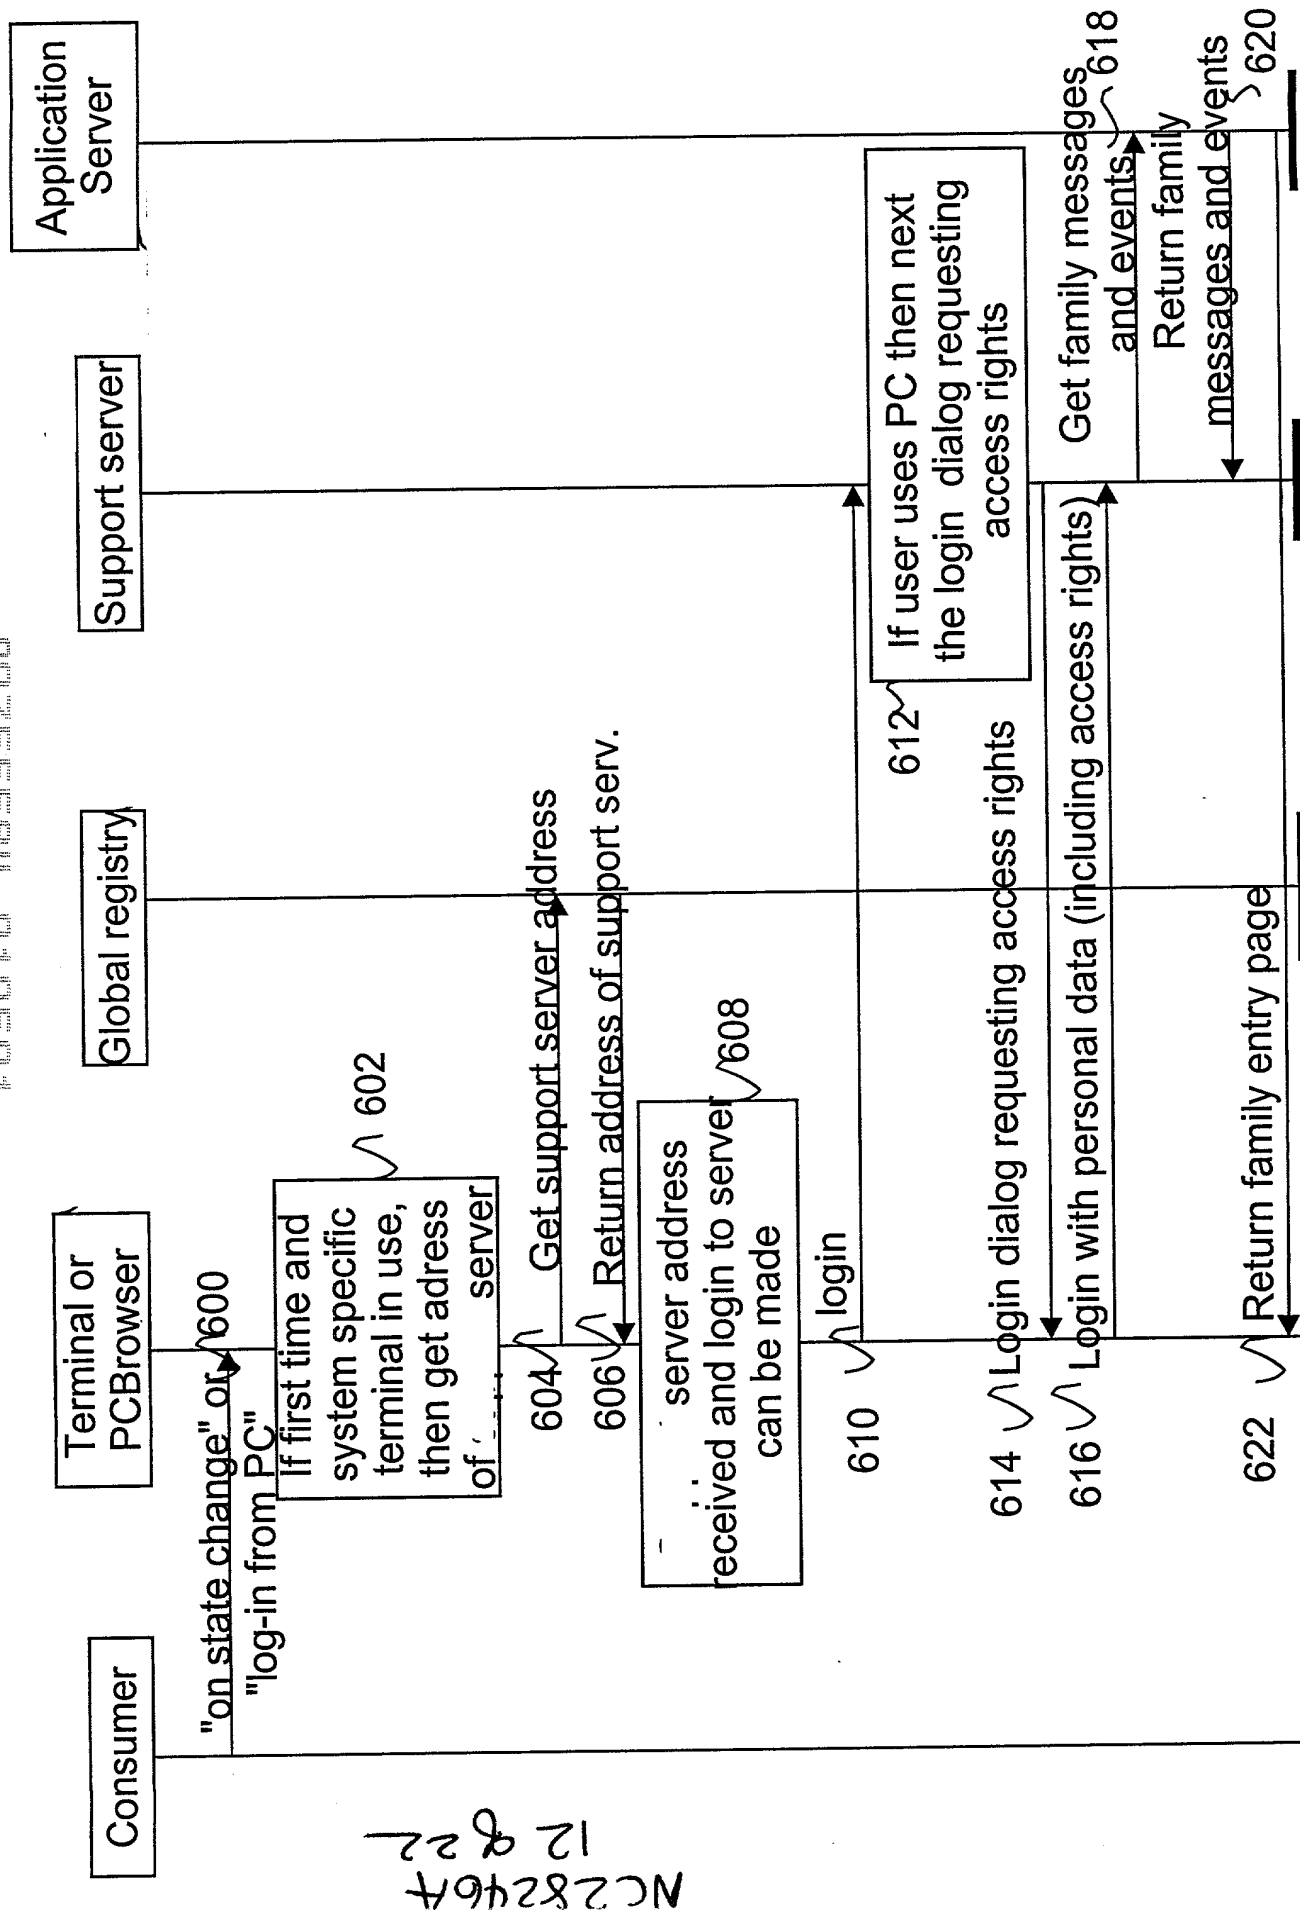 Consumer
Terminal or
PCBrowser
Global registry
Support server
Application
Server
"on state change" or
600
"log-in from PC"
If first time and
system specific
terminal in use,
then get adress
of server
602
Get support server address
604
Return address of support serv.
606
server address
received and login to server
can be made
608
login
610
If user uses PC then next
the login dialog requesting
access rights
612
Login dialog requesting access rights
614
Login with personal data (including access rights)
616
Get family messages
and events
618
Return family
messages and events
620
Return family entry page
622
NC28246A
12 & 22